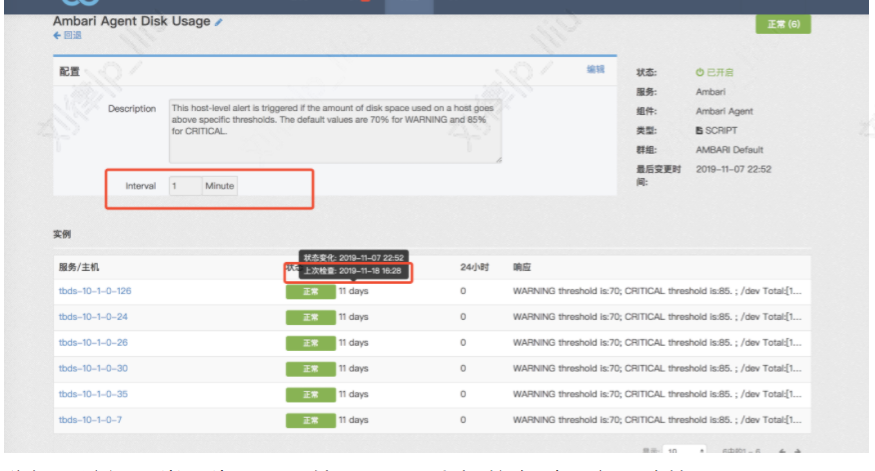 Ambari Agent Disk Usage
正常 (6)
回退
配置
编辑
Description
This host-level alert is triggered if the amount of disk space used on a host goes
above specific thresholds. The default values are 70% for WARNING and 85%
for CRITICAL.
Interval
1 Minute
状态: 已开启
服务: Ambari
组件: Ambari Agent
类型: SCRIPT
群组: AMBARI Default
最后变更时
间: 2019-11-07 22:52
实例
状态变化: 2019-11-07 22:52
上次检查: 2019-11-18 16:28
服务/主机
24小时
响应
tbds-10-1-0-126 正常 11 days 0 WARNING threshold is:70; CRITICAL threshold is:85. ; /dev Total:[1...
tbds-10-1-0-24 正常 11 days 0 WARNING threshold is:70; CRITICAL threshold is:85. ; /dev Total:[1...
tbds-10-1-0-26 正常 11 days 0 WARNING threshold is:70; CRITICAL threshold is:85. ; /dev Total:[1...
tbds-10-1-0-30 正常 11 days 0 WARNING threshold is:70; CRITICAL threshold is:85. ; /dev Total:[1...
tbds-10-1-0-35 正常 11 days 0 WARNING threshold is:70; CRITICAL threshold is:85. ; /dev Total:[1...
tbds-10-1-0-7 正常 11 days 0 WARNING threshold is:70; CRITICAL threshold is:85. ; /dev Total:[1...